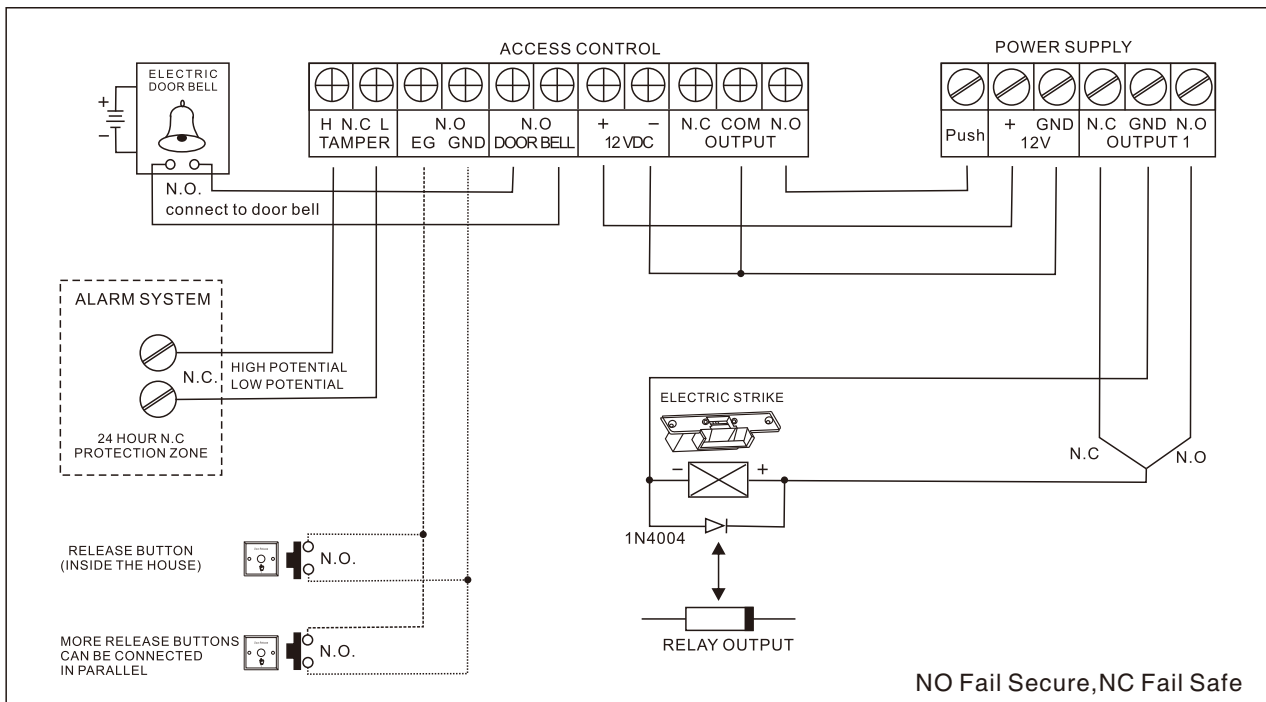 ACCESS CONTROL
POWER SUPPLY
ELECTRIC
DOOR BELL
+
−
H N.C L
TAMPER
N.O
EG GND
N.O
DOOR BELL
+ −
12 VDC
N.C COM N.O
OUTPUT
Push
+ GND
12V
N.C GND N.O
OUTPUT 1
N.O.
connect to door bell
ALARM SYSTEM
N.C.
HIGH POTENTIAL
LOW POTENTIAL
24 HOUR N.C
PROTECTION ZONE
ELECTRIC STRIKE
− +
1N4004
N.C
N.O
RELAY OUTPUT
RELEASE BUTTON
(INSIDE THE HOUSE)
N.O.
MORE RELEASE BUTTONS
CAN BE CONNECTED
IN PARALLEL
N.O.
NO Fail Secure,NC Fail Safe